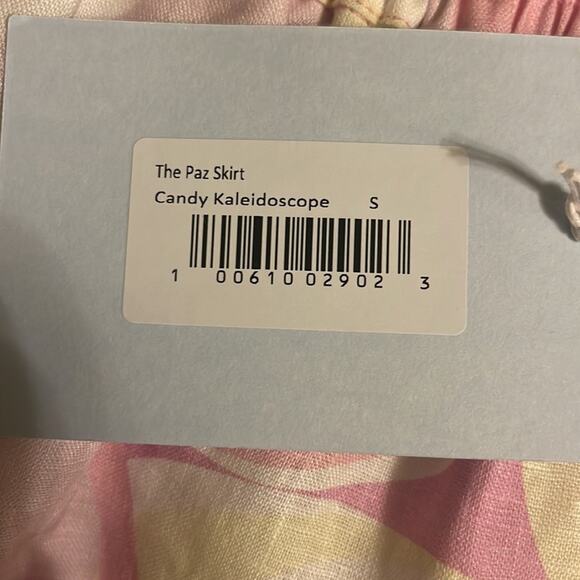 The Paz Skirt
Candy Kaleidoscope S
1 00610 02902 3